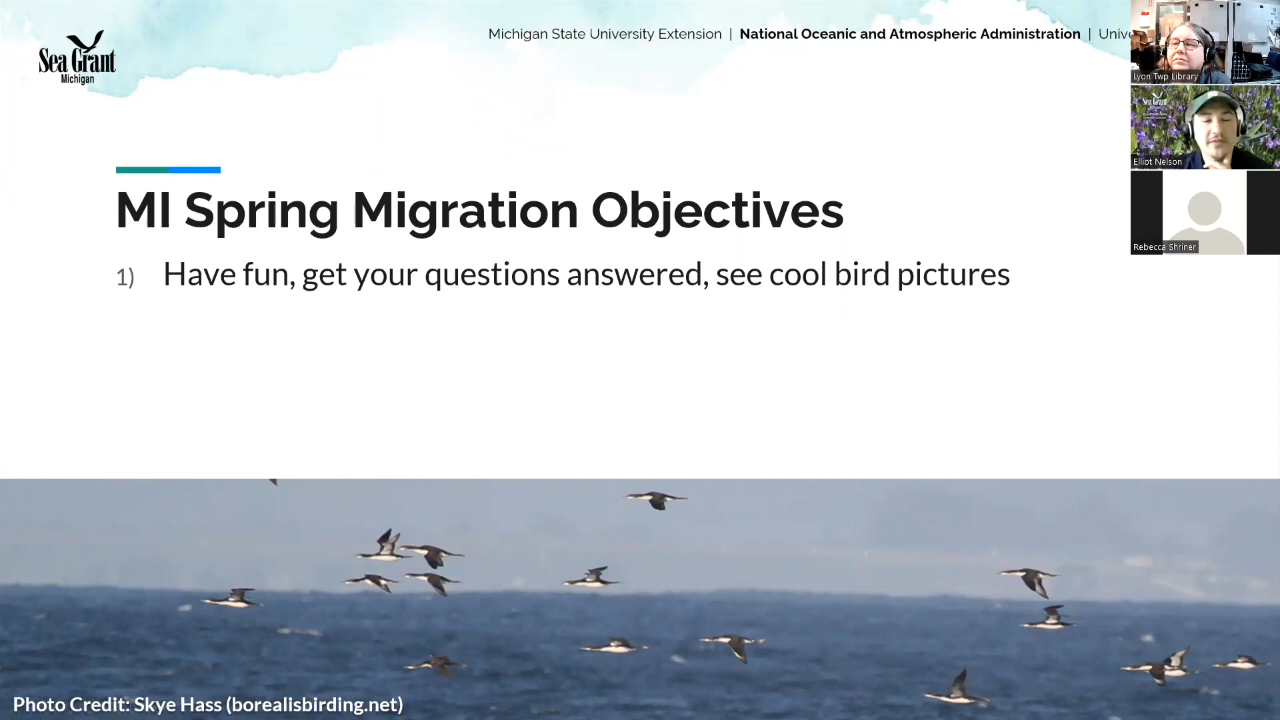 Sea Grant
Michigan
Michigan State University Extension | National Oceanic and Atmospheric Administration |
MI Spring Migration Objectives
1) Have fun, get your questions answered, see cool bird pictures
Photo Credit: Skye Hass (borealisbirding.net)
Lyon Twp Library
Sea Grant
Elliot Nelson
Rebecca Shriner